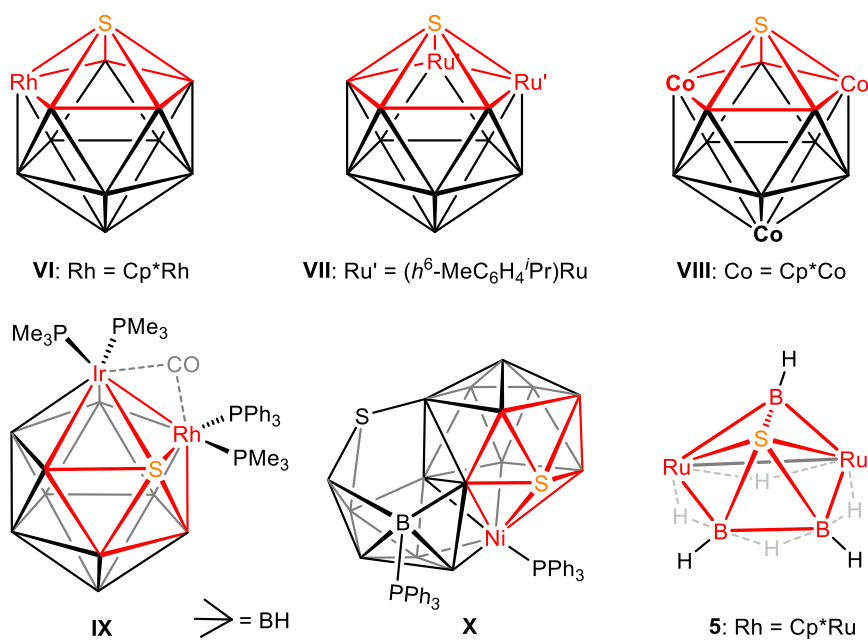 S S S
Rh Ru' Ru' Co Co
Co
VI: Rh = Cp*Rh VII: Ru' = (h⁶-MeC₆H₄ⁱPr)Ru VIII: Co = Cp*Co
Me₃P PMe₃
Ir CO
Rh PPh₃
S PMe₃
S
S
B
Ni
PPh₃
PPh₃
H
B
S
Ru Ru
H
H H
B H B
H H
IX = BH X 5: Rh = Cp*Ru